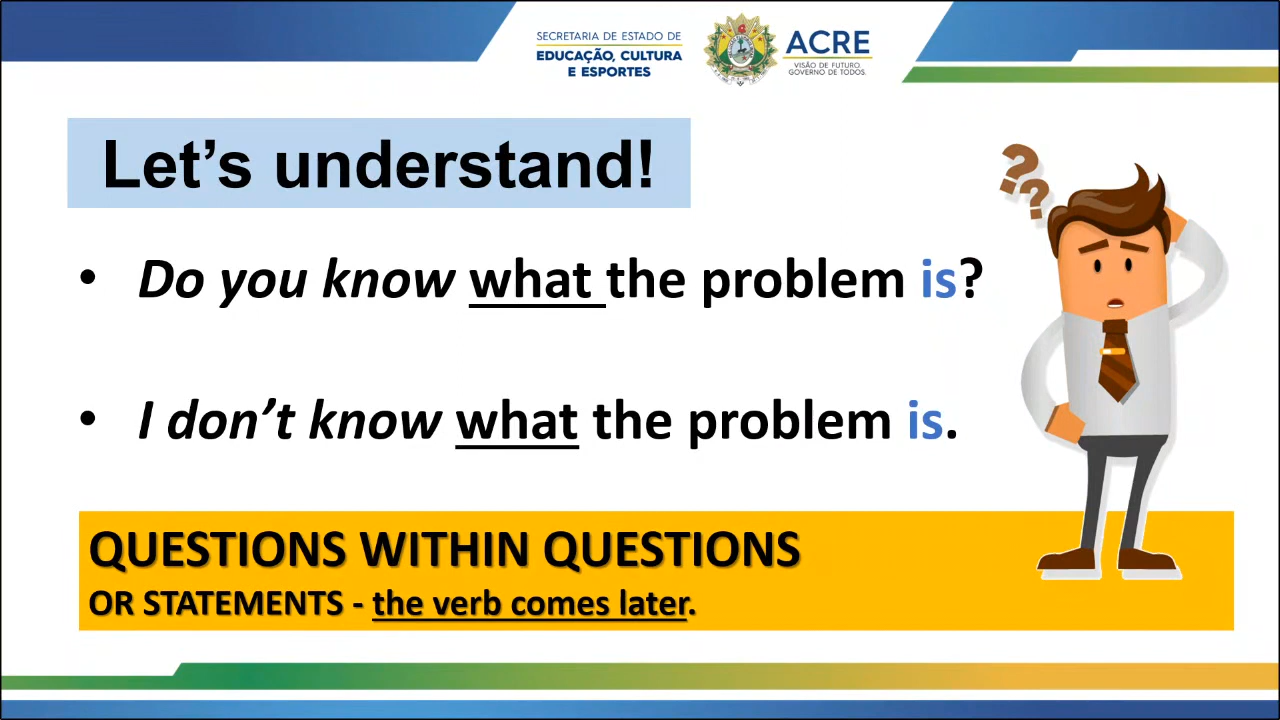 SECRETARIA DE ESTADO DE
EDUCAÇÃO, CULTURA
E ESPORTES
ACRE
VISÃO DE FUTURO
GOVERNO DE TODOS.
Let’s understand!
??
• Do you know what the problem is?
• I don’t know what the problem is.
QUESTIONS WITHIN QUESTIONS
OR STATEMENTS - the verb comes later.